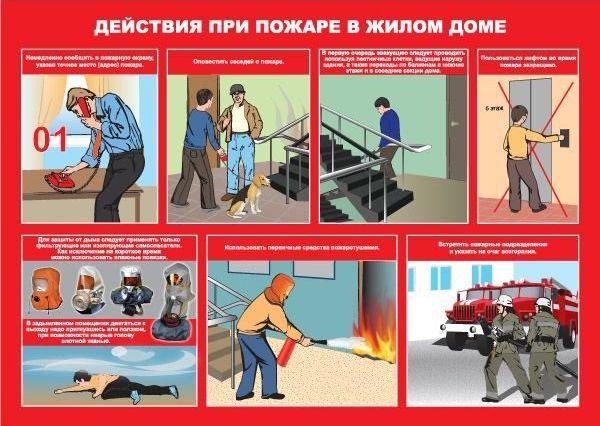 ДЕЙСТВИЯ ПРИ ПОЖАРЕ В ЖИЛОМ ДОМЕ
Немедленно сообщить в пожарную охрану,
указав точное место (адрес) пожара.
01
Оповестить соседей о пожаре.
В первую очередь эвакуацию следует проводить
используя лестничные клетки, ведущие наружу
здания, а также переходы по балконам в нижние
этажи и в соседние секции дома.
Пользоваться лифтом во время
пожара запрещено.
6 этаж
Для защиты от дыма следует применять только
фильтрующие или изолирующие самоспасатели.
Как исключение на короткое время
можно использовать влажные повязки.
В задымленном помещении двигаться к
выходу надо пригнувшись или ползком,
при возможности накрыв голову
плотной тканью.
Использовать первичные средства пожаротушения.
Встретить пожарные подразделения
и указать на очаг возгорания.